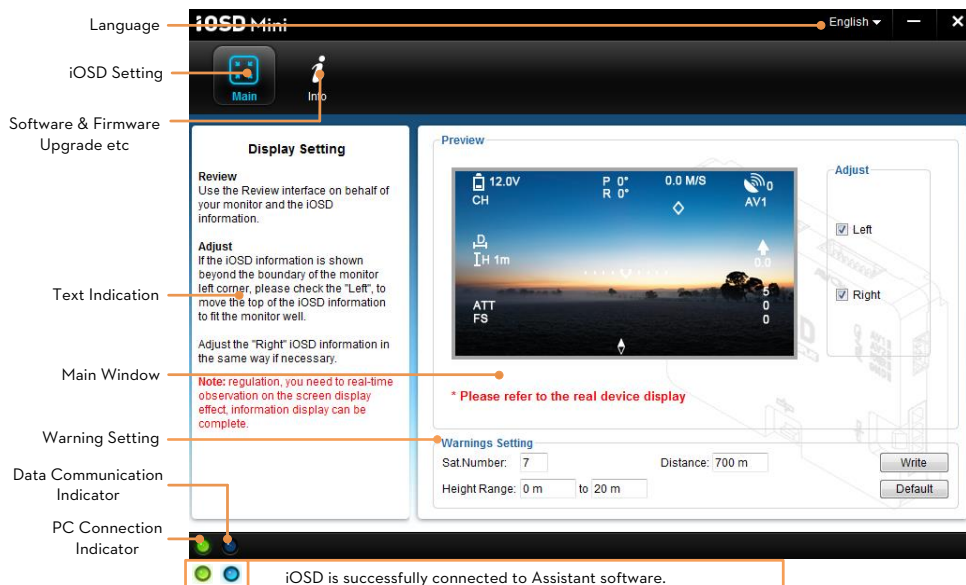 Language
iOSD Setting
Software & Firmware
Upgrade etc
Text Indication
Main Window
Warning Setting
Data Communication
Indicator
PC Connection
Indicator
iOSD Mini
English
Main
Info
Display Setting
Review
Use the Review interface on behalf of
your monitor and the iOSD
information.
Adjust
If the iOSD information is shown
beyond the boundary of the monitor
left corner, please check the "Left", to
move the top of the iOSD information
to fit the monitor well.
Adjust the "Right" iOSD information in
the same way if necessary.
Note: regulation, you need to real-time
observation on the screen display
effect, information display can be
complete.
Preview
12.0V P 0° 0.0 M/S 0
CH R 0° AV1
D
H 1m 0.0
ATT 5
FS 0
0
* Please refer to the real device display
Adjust
Left
Right
Warnings Setting
Sat.Number: 7 Distance: 700 m Write
Height Range: 0 m to 20 m Default
iOSD is successfully connected to Assistant software.